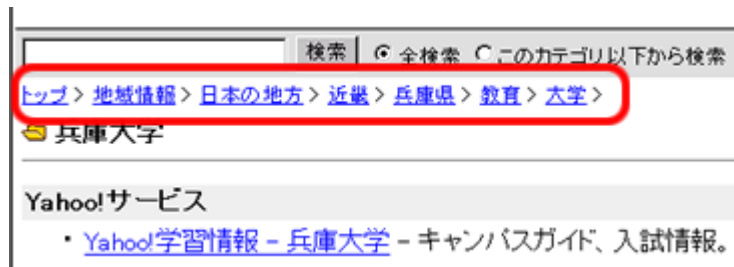 検索 全検索 このカテゴリ以下から検索
トップ > 地域情報 > 日本の地方 > 近畿 > 兵庫県 > 教育 > 大学 >
兵庫大学
Yahoo!サービス
・ Yahoo!学習情報 - 兵庫大学 - キャンパスガイド、入試情報。